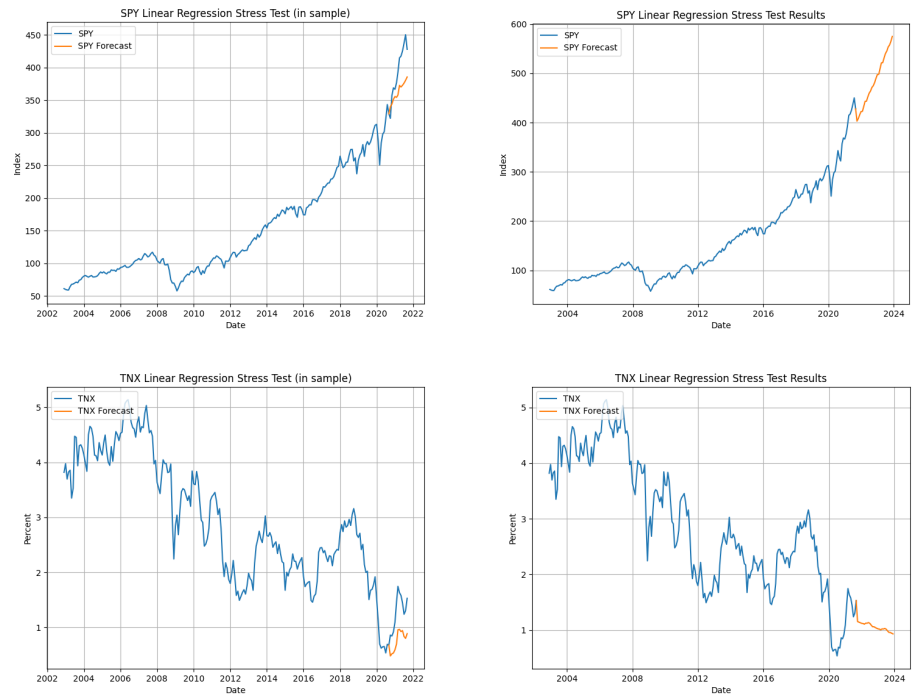 SPY Linear Regression Stress Test (in sample)
SPY
SPY Forecast
450
400
350
300
250
200
150
100
50
Index
2002 2004 2006 2008 2010 2012 2014 2016 2018 2020 2022
Date
SPY Linear Regression Stress Test Results
SPY
SPY Forecast
600
500
400
300
200
100
Index
2004 2008 2012 2016 2020 2024
Date
TNX Linear Regression Stress Test (in sample)
TNX
TNX Forecast
5
4
3
2
1
Percent
2002 2004 2006 2008 2010 2012 2014 2016 2018 2020 2022
Date
TNX Linear Regression Stress Test Results
TNX
TNX Forecast
5
4
3
2
1
Percent
2004 2008 2012 2016 2020 2024
Date